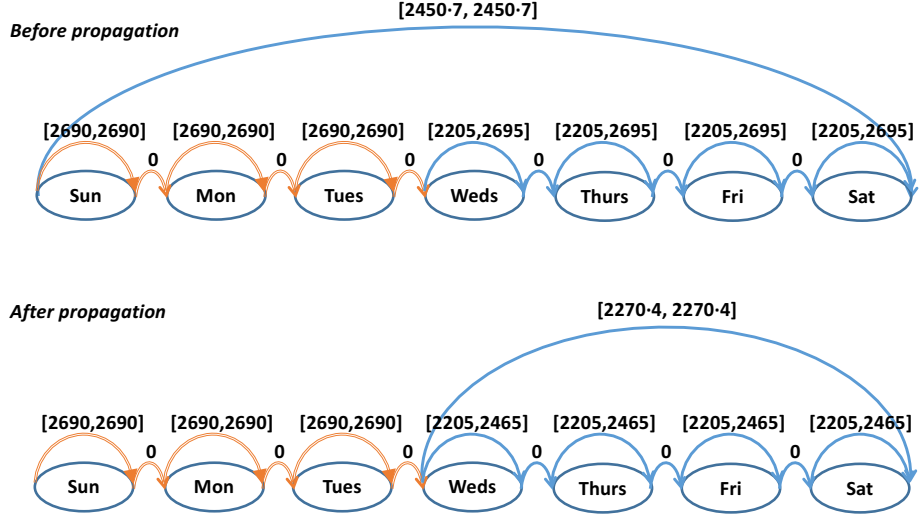 [2450·7, 2450·7]
Before propagation
[2690,2690] [2690,2690] [2690,2690] [2205,2695] [2205,2695] [2205,2695] [2205,2695]
0 0 0 0 0 0
Sun Mon Tues Weds Thurs Fri Sat
After propagation
[2270·4, 2270·4]
[2690,2690] [2690,2690] [2690,2690] [2205,2465] [2205,2465] [2205,2465] [2205,2465]
0 0 0 0 0 0
Sun Mon Tues Weds Thurs Fri Sat